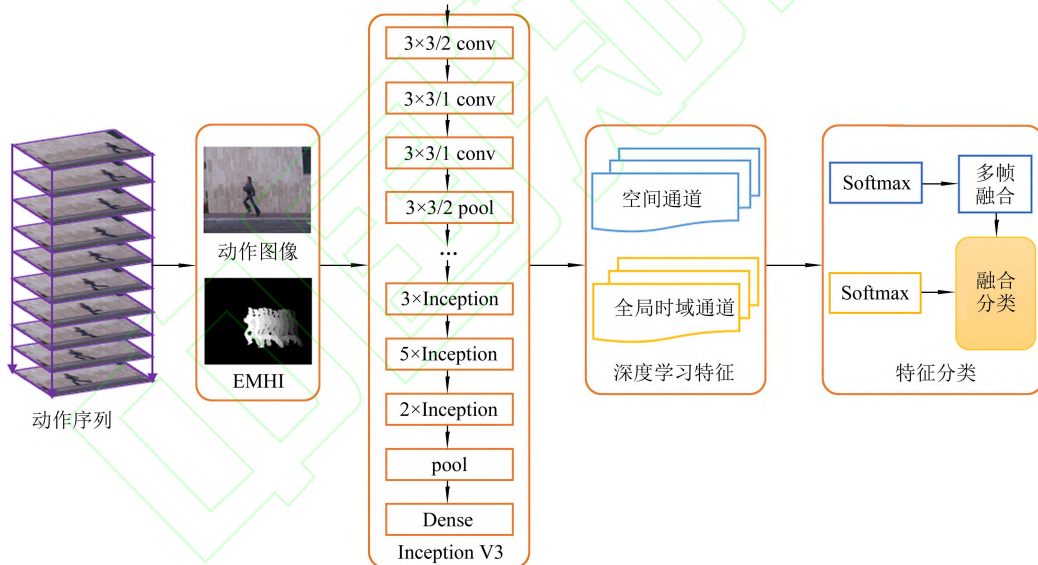 动作序列
动作图像
EMHI
3×3/2 conv
3×3/1 conv
3×3/1 conv
3×3/2 pool
...
3×Inception
5×Inception
2×Inception
pool
Dense
Inception V3
空间通道
全局时域通道
深度学习特征
Softmax
多帧
融合
Softmax
融合
分类
特征分类